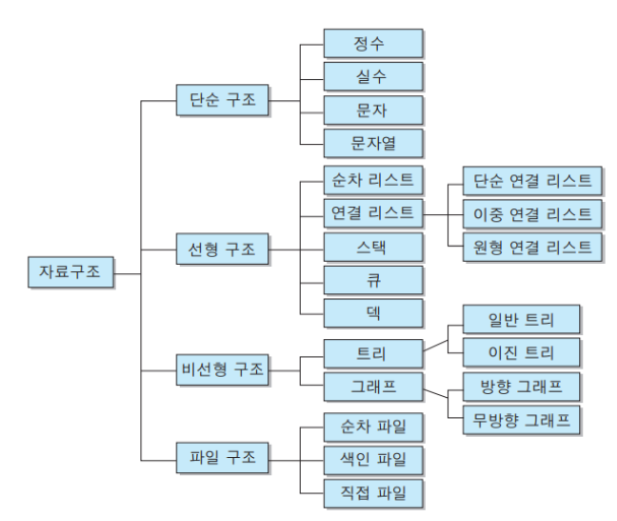 자료구조
단순 구조
정수
실수
문자
문자열
선형 구조
순차 리스트
연결 리스트
단순 연결 리스트
이중 연결 리스트
원형 연결 리스트
스택
큐
덱
비선형 구조
트리
일반 트리
이진 트리
그래프
방향 그래프
무방향 그래프
파일 구조
순차 파일
색인 파일
직접 파일